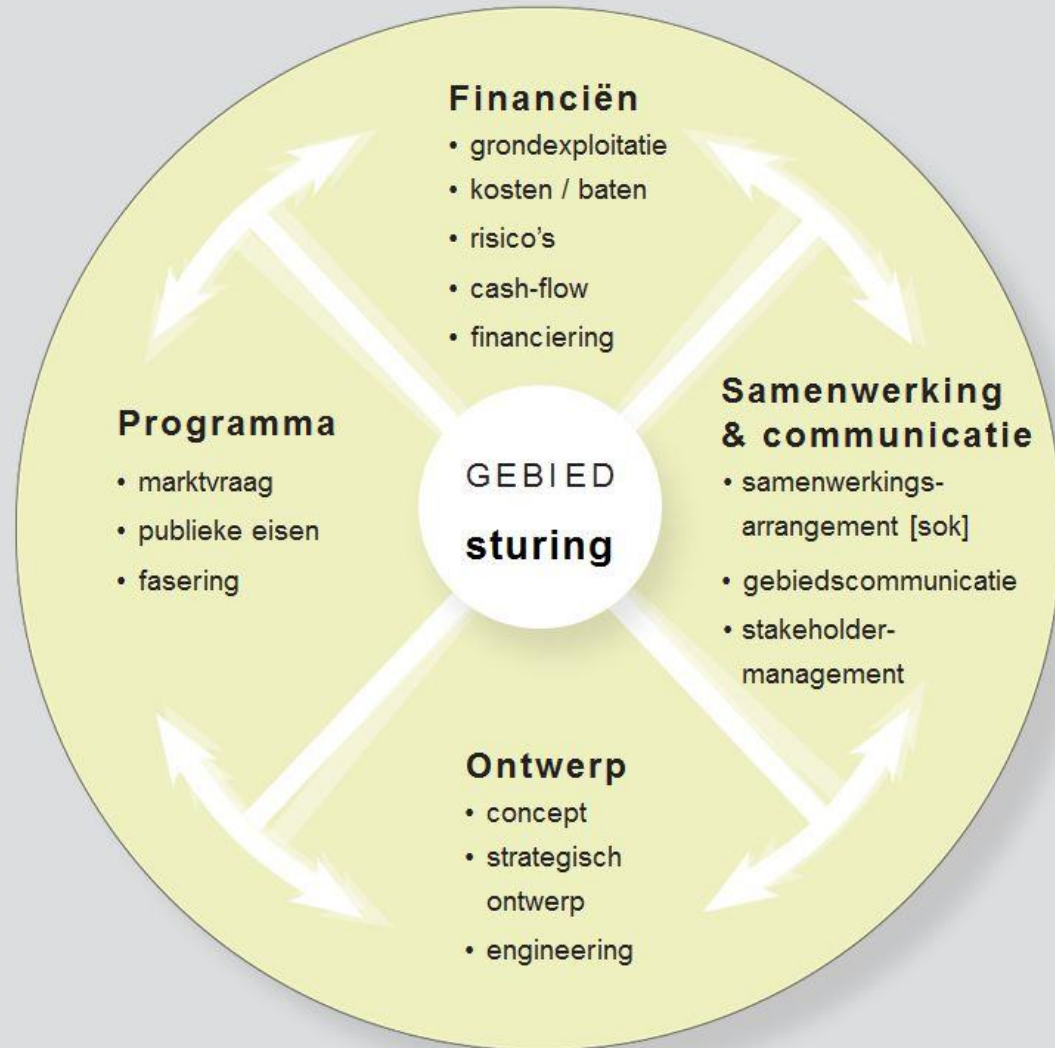 Financiën
• grondexploitatie
• kosten / baten
• risico's
• cash-flow
• financiering
Programma
• marktvraag
• publieke eisen
• fasering
GEBIED
sturing
Samenwerking
& communicatie
• samenwerkings-
arrangement [sok]
• gebiedscommunicatie
• stakeholder-
management
Ontwerp
• concept
• strategisch
ontwerp
• engineering